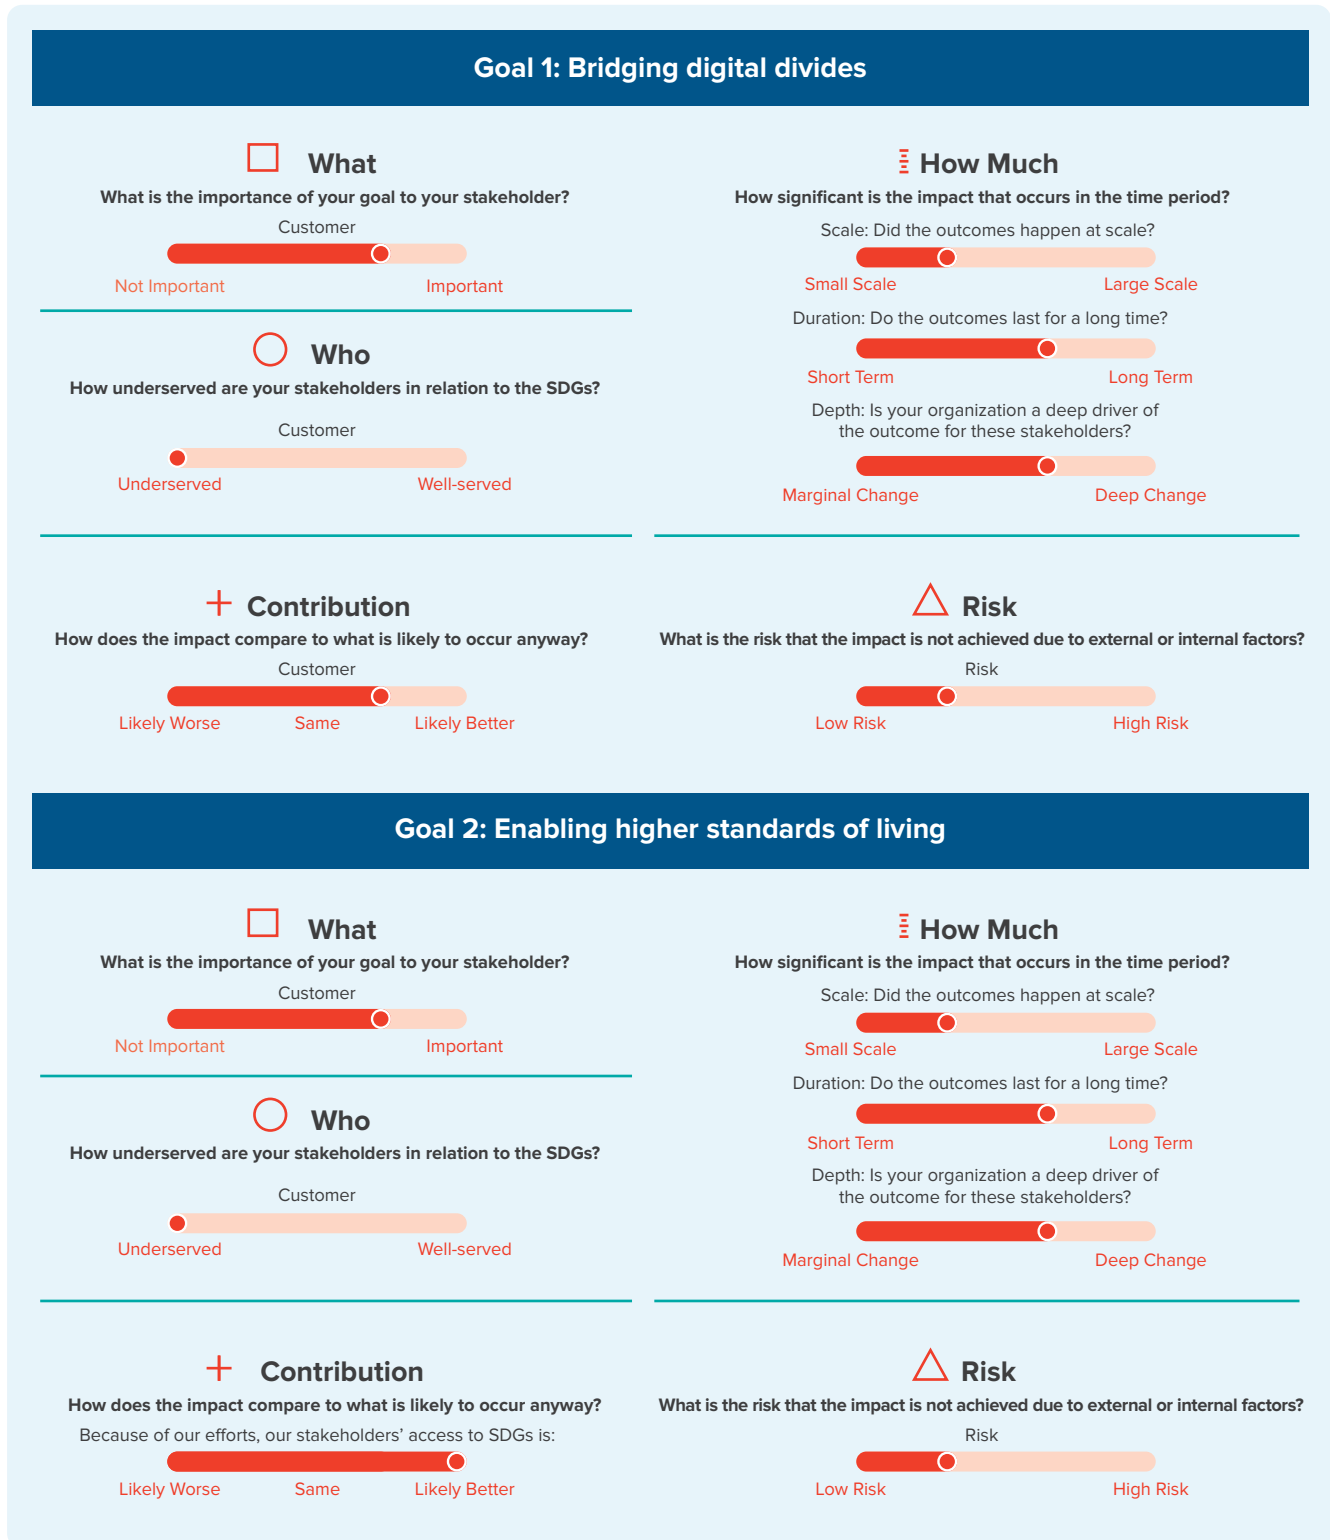 Goal 1: Bridging digital divides
What
What is the importance of your goal to your stakeholder?
Customer
Not Important
Important
Who
How underserved are your stakeholders in relation to the SDGs?
Customer
Underserved
Well-served
How Much
How significant is the impact that occurs in the time period?
Scale: Did the outcomes happen at scale?
Small Scale
Large Scale
Duration: Do the outcomes last for a long time?
Short Term
Long Term
Depth: Is your organization a deep driver of
the outcome for these stakeholders?
Marginal Change
Deep Change
Contribution
How does the impact compare to what is likely to occur anyway?
Customer
Likely Worse
Same
Likely Better
Risk
What is the risk that the impact is not achieved due to external or internal factors?
Risk
Low Risk
High Risk
Goal 2: Enabling higher standards of living
What
What is the importance of your goal to your stakeholder?
Customer
Not Important
Important
Who
How underserved are your stakeholders in relation to the SDGs?
Customer
Underserved
Well-served
How Much
How significant is the impact that occurs in the time period?
Scale: Did the outcomes happen at scale?
Small Scale
Large Scale
Duration: Do the outcomes last for a long time?
Short Term
Long Term
Depth: Is your organization a deep driver of
the outcome for these stakeholders?
Marginal Change
Deep Change
Contribution
How does the impact compare to what is likely to occur anyway?
Because of our efforts, our stakeholders’ access to SDGs is:
Likely Worse
Same
Likely Better
Risk
What is the risk that the impact is not achieved due to external or internal factors?
Risk
Low Risk
High Risk